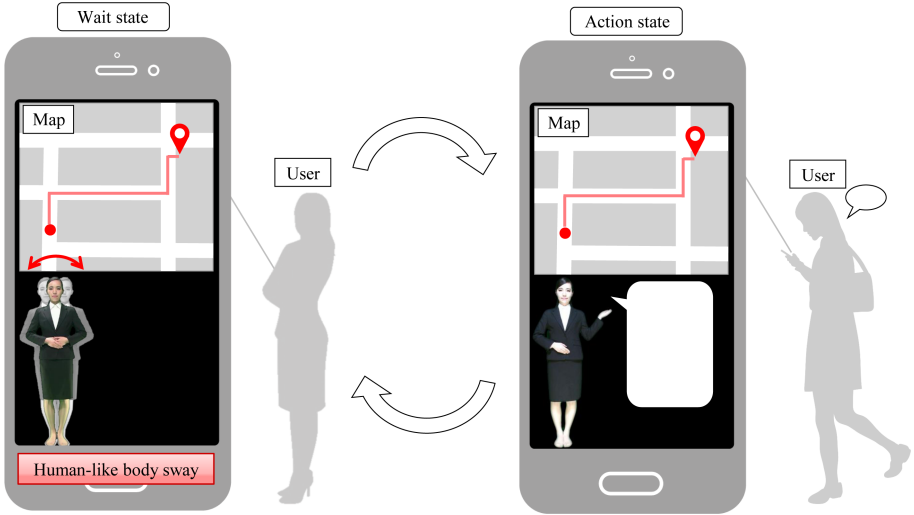 Wait state
Action state
Map
Map
User
User
Human-like body sway